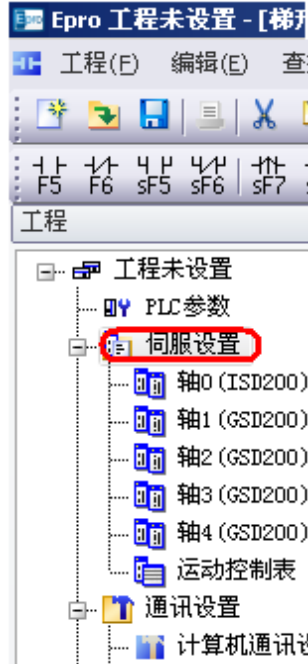 Epro 工程未设置 - [梯形
工程(F) 编辑(E) 查
F5 F6 sF5 sF6 sF7
工程
工程未设置
PLC参数
伺服设置
轴0(ISD200)
轴1(GSD200)
轴2(GSD200)
轴3(GSD200)
轴4(GSD200)
运动控制表
通讯设置
计算机通讯设